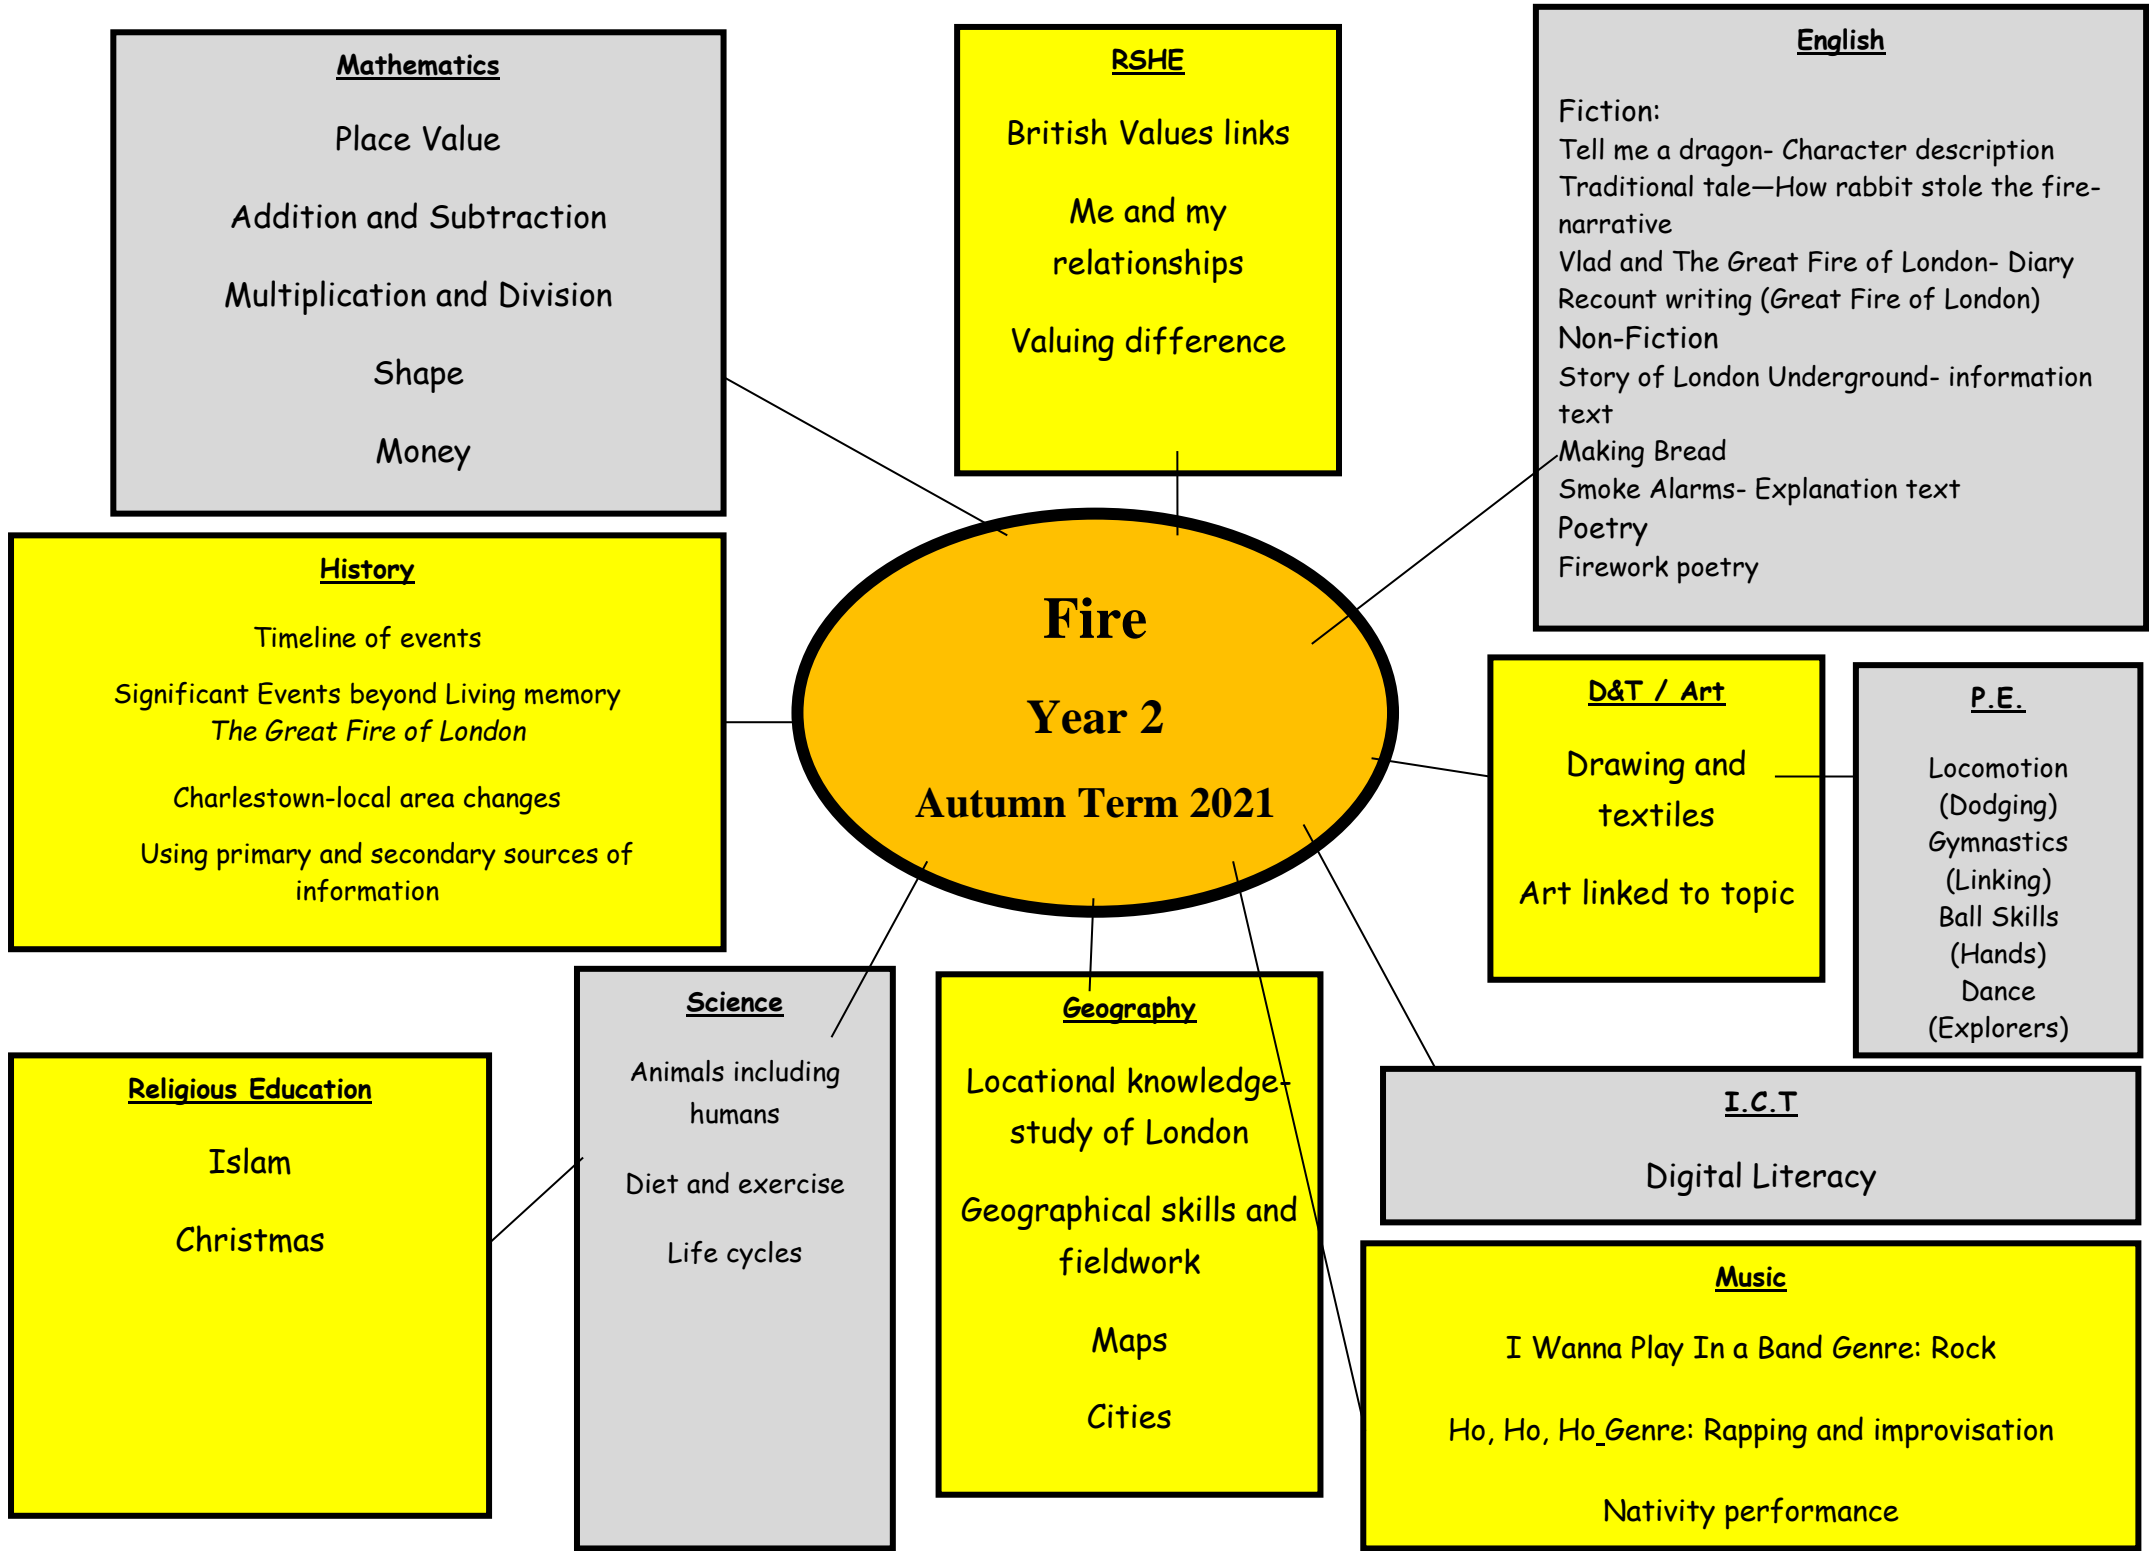 Mathematics
Place Value
Addition and Subtraction
Multiplication and Division
Shape
Money
RSHE
British Values links
Me and my
relationships
Valuing difference
English
Fiction:
Tell me a dragon- Character description
Traditional tale—How rabbit stole the fire-
narrative
Vlad and The Great Fire of London- Diary
Recount writing (Great Fire of London)
Non-Fiction
Story of London Underground- information
text
Making Bread
Smoke Alarms- Explanation text
Poetry
Firework poetry
History
Timeline of events
Significant Events beyond Living memory
The Great Fire of London
Charlestown-local area changes
Using primary and secondary sources of
information
Fire
Year 2
Autumn Term 2021
D&T / Art
Drawing and
textiles
Art linked to topic
P.E.
Locomotion
(Dodging)
Gymnastics
(Linking)
Ball Skills
(Hands)
Dance
(Explorers)
Religious Education
Islam
Christmas
Science
Animals including
humans
Diet and exercise
Life cycles
Geography
Locational knowledge-
study of London
Geographical skills and
fieldwork
Maps
Cities
I.C.T
Digital Literacy
Music
I Wanna Play In a Band Genre: Rock
Ho, Ho, Ho Genre: Rapping and improvisation
Nativity performance